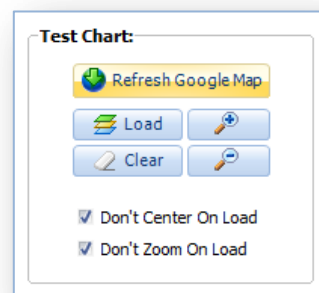 Test Chart:
Refresh Google Map
Load
Clear
Don't Center On Load
Don't Zoom On Load